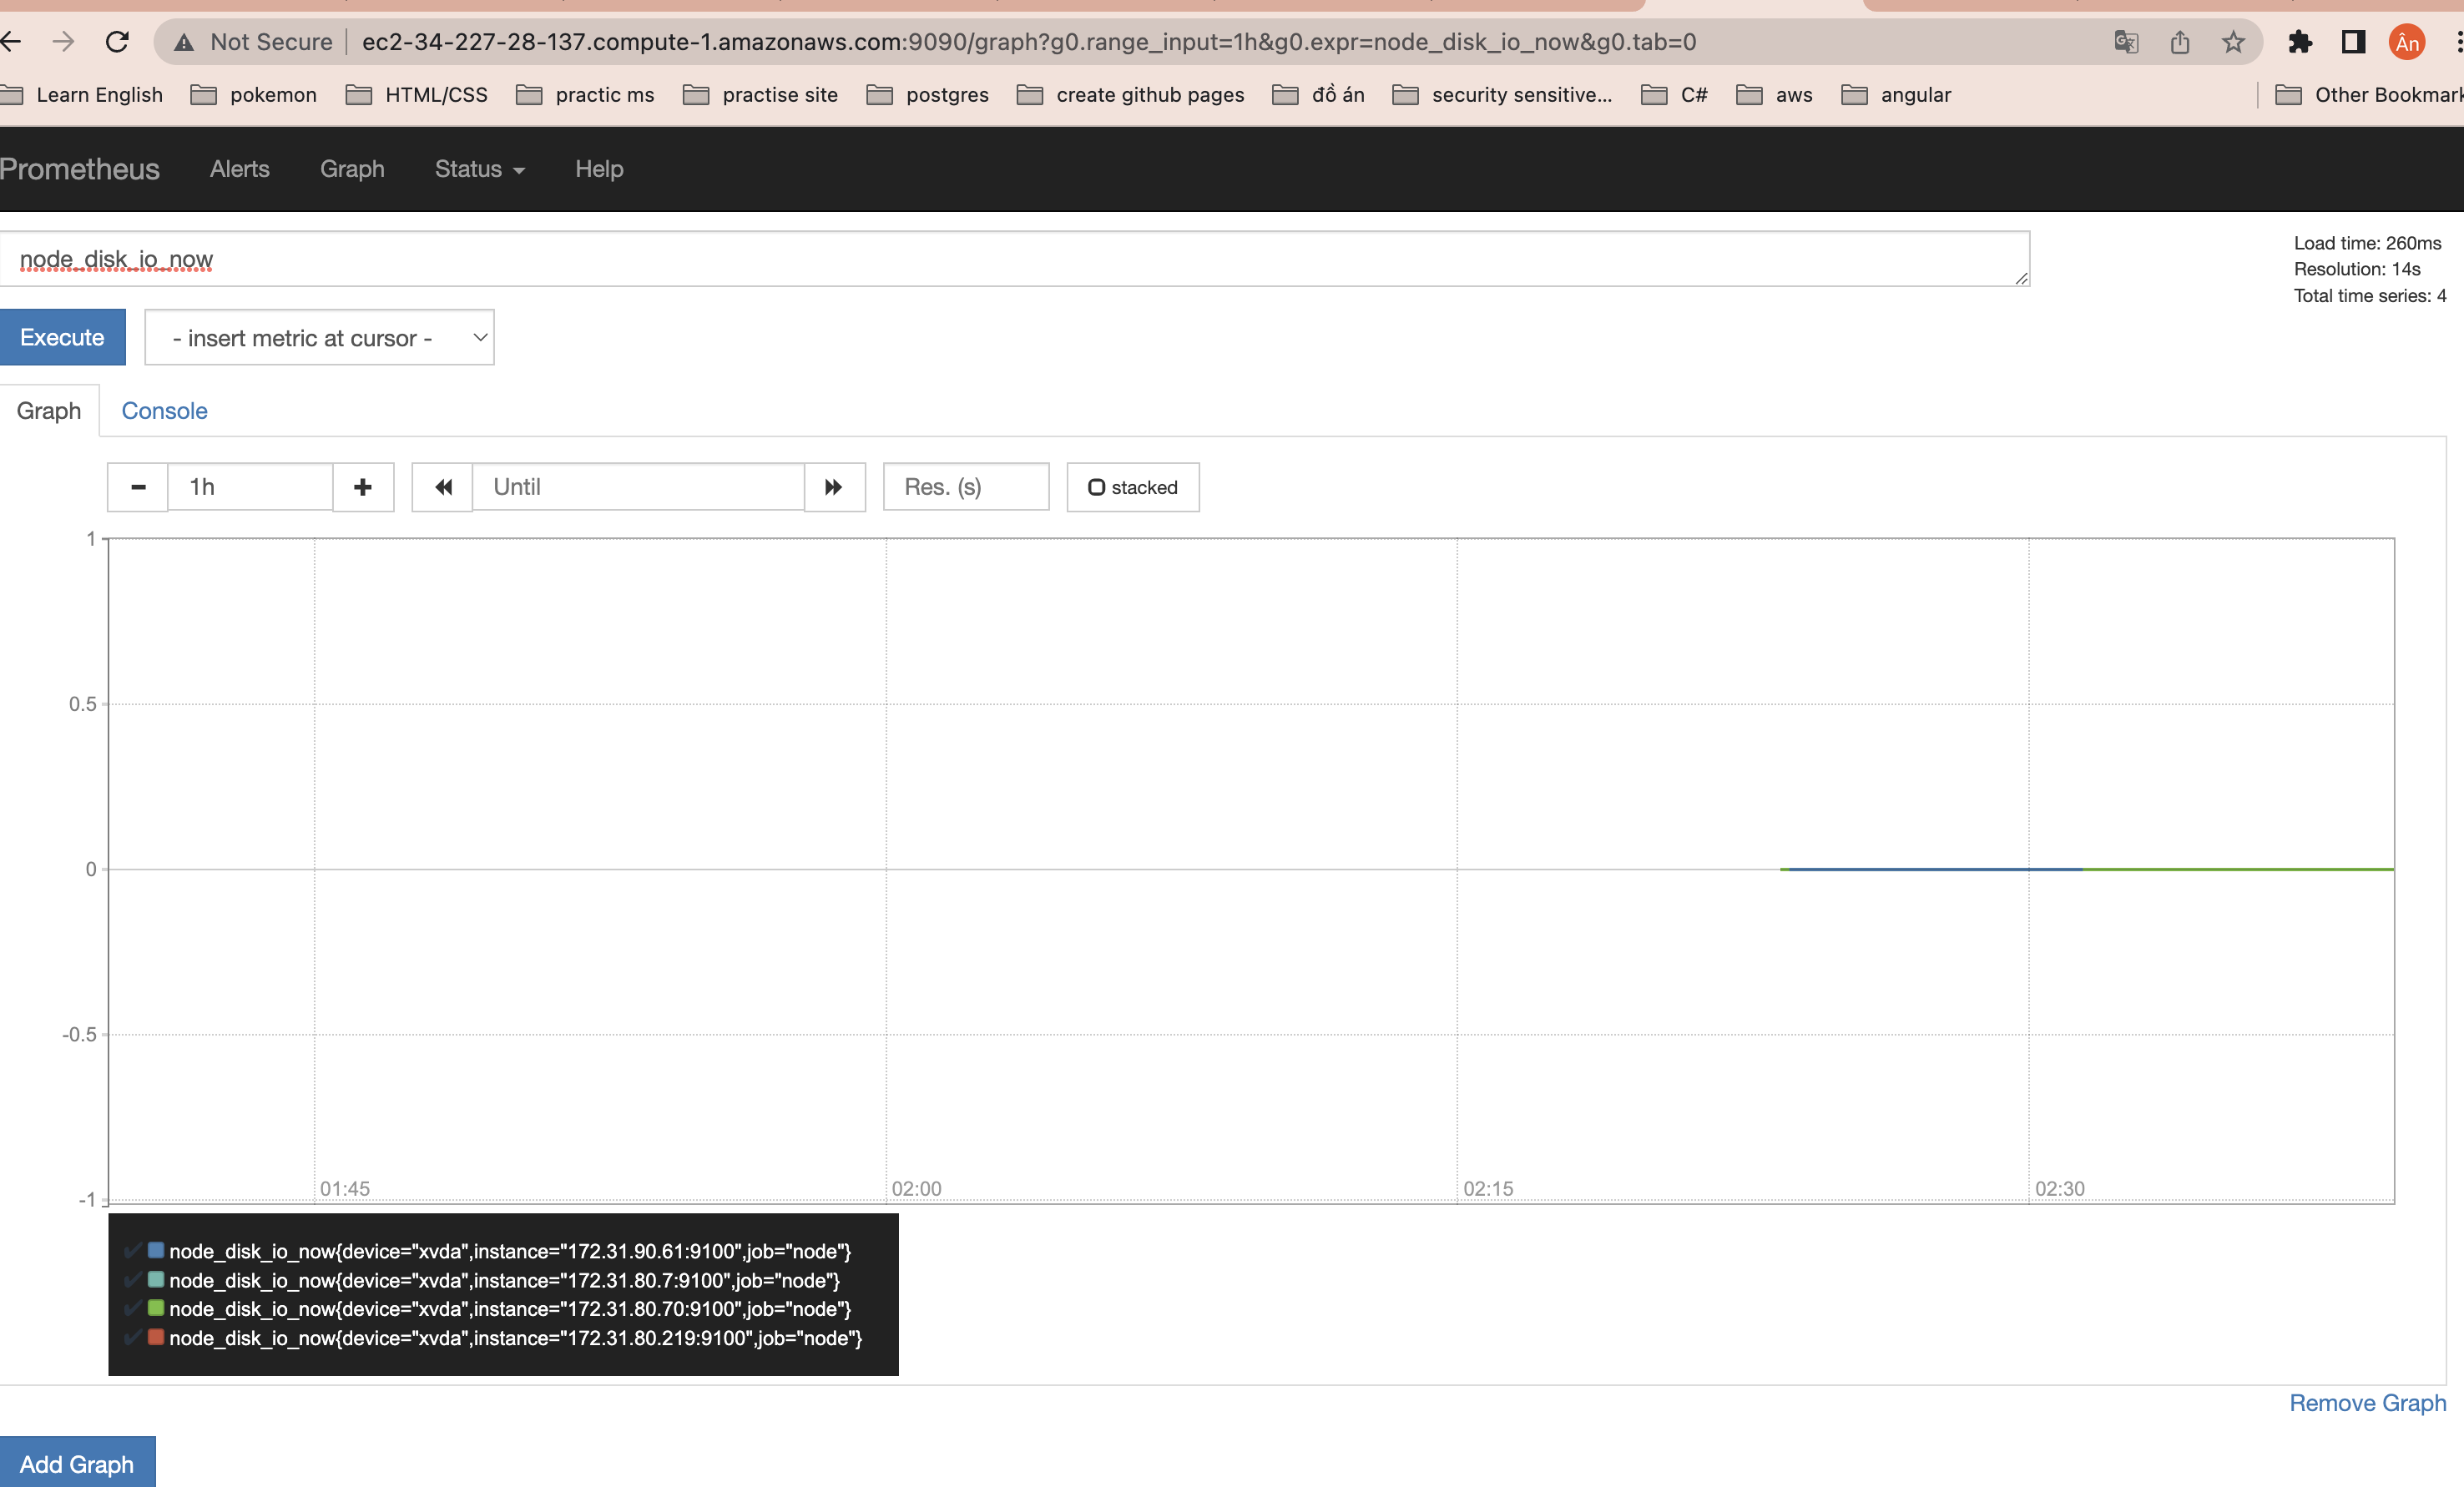 Not Secure ec2-34-227-28-137.compute-1.amazonaws.com:9090/graph?g0.range_input=1h&g0.expr=node_disk_io_now&g0.tab=0 Ân
Learn English pokemon HTML/CSS practic ms practise site postgres create github pages đồ án security sensitive... C# aws angular Other Bookmark
Prometheus Alerts Graph Status Help
node_disk_io_now
Load time: 260ms
Resolution: 14s
Total time series: 4
Execute - insert metric at cursor -
Graph Console
1h Until Res. (s) stacked
1
0.5
0
-0.5
-1
01:45 02:00 02:15 02:30
node_disk_io_now{device="xvda",instance="172.31.90.61:9100",job="node"}
node_disk_io_now{device="xvda",instance="172.31.80.7:9100",job="node"}
node_disk_io_now{device="xvda",instance="172.31.80.70:9100",job="node"}
node_disk_io_now{device="xvda",instance="172.31.80.219:9100",job="node"}
Remove Graph
Add Graph